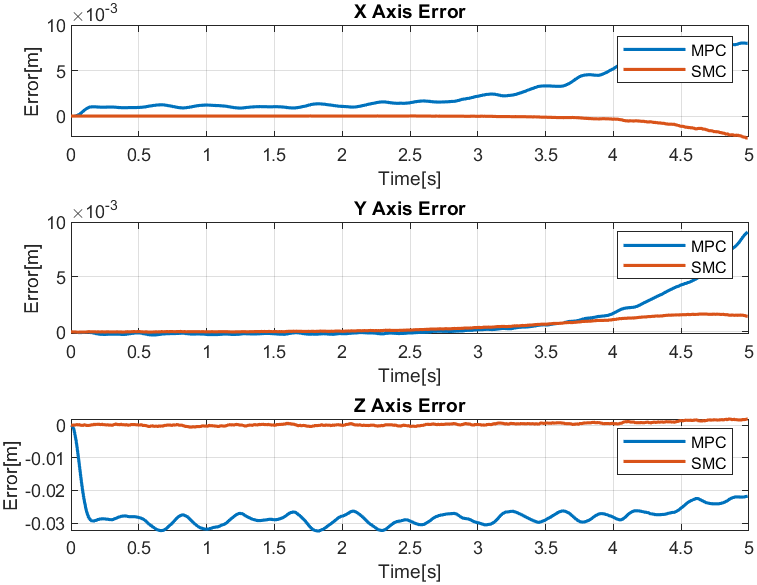 X Axis Error
×10⁻³
10
5
0
Error[m]
MPC
SMC
0 0.5 1 1.5 2 2.5 3 3.5 4 4.5 5
Time[s]
Y Axis Error
×10⁻³
10
5
0
Error[m]
MPC
SMC
0 0.5 1 1.5 2 2.5 3 3.5 4 4.5 5
Time[s]
Z Axis Error
0
-0.01
-0.02
-0.03
Error[m]
MPC
SMC
0 0.5 1 1.5 2 2.5 3 3.5 4 4.5 5
Time[s]